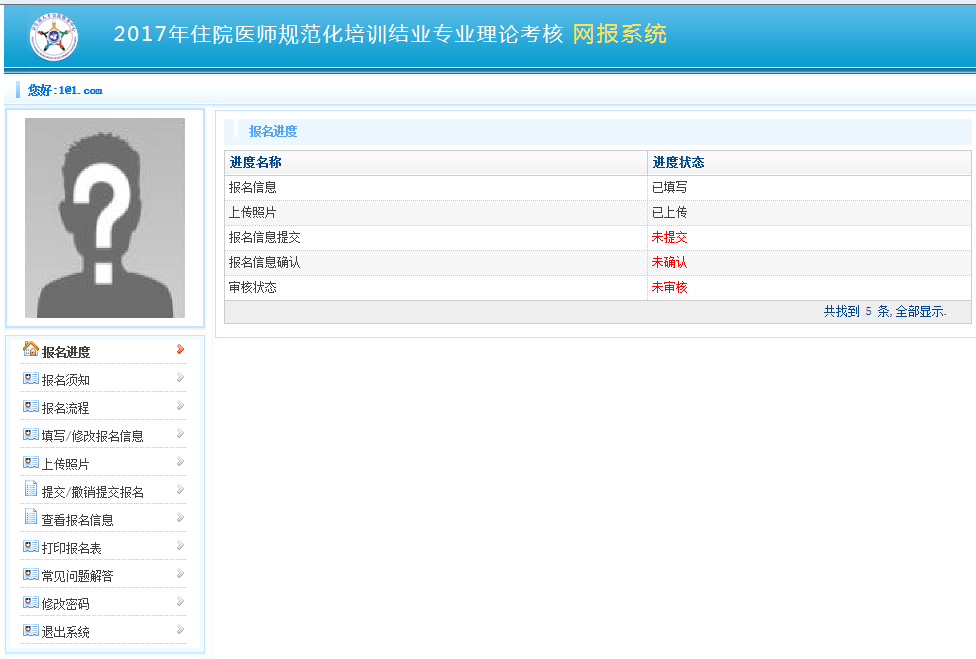 2017年住院医师规范化培训结业专业理论考核 网报系统
您好:1@1.com
报名进度
进度名称 进度状态
报名信息 已填写
上传照片 已上传
报名信息提交 未提交
报名信息确认 未确认
审核状态 未审核
共找到 5 条,全部显示.
报名进度
报名须知
报名流程
填写/修改报名信息
上传照片
提交/撤销提交报名
查看报名信息
打印报名表
常见问题解答
修改密码
退出系统